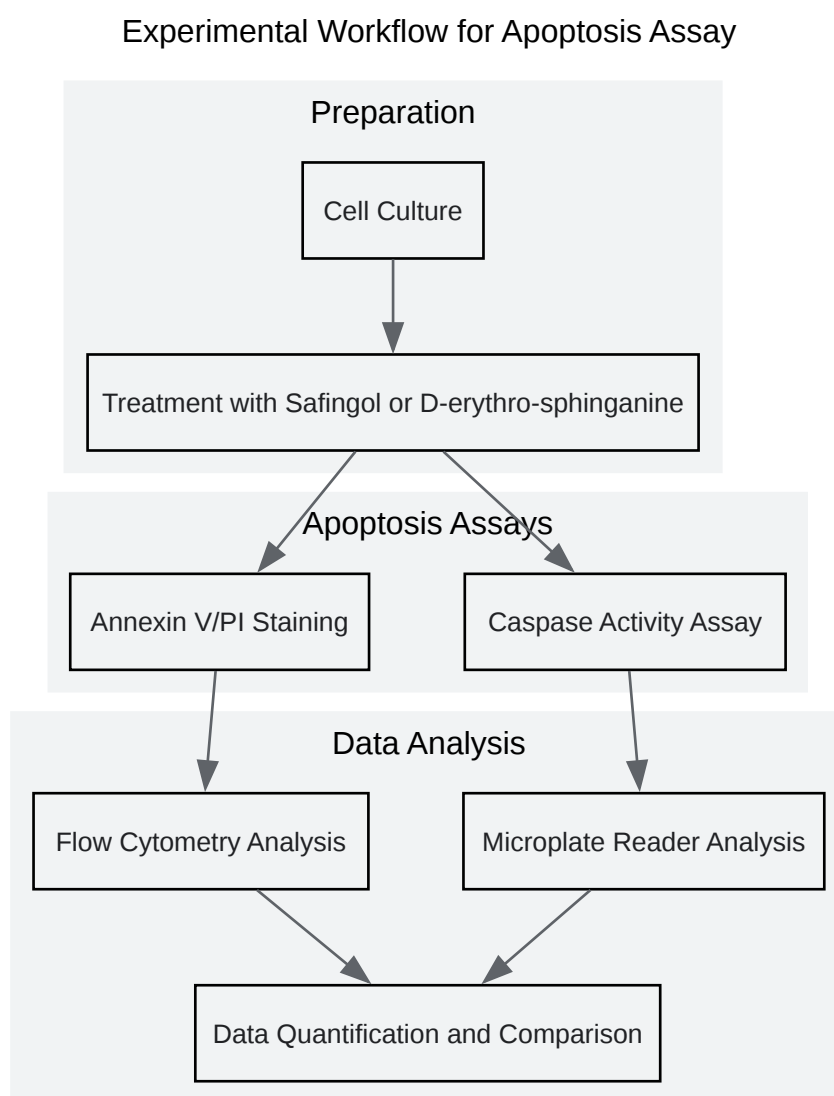 Experimental Workflow for Apoptosis Assay
Preparation
Cell Culture
Treatment with Safingol or D-erythro-sphinganine
Apoptosis Assays
Annexin V/PI Staining
Caspase Activity Assay
Data Analysis
Flow Cytometry Analysis
Microplate Reader Analysis
Data Quantification and Comparison